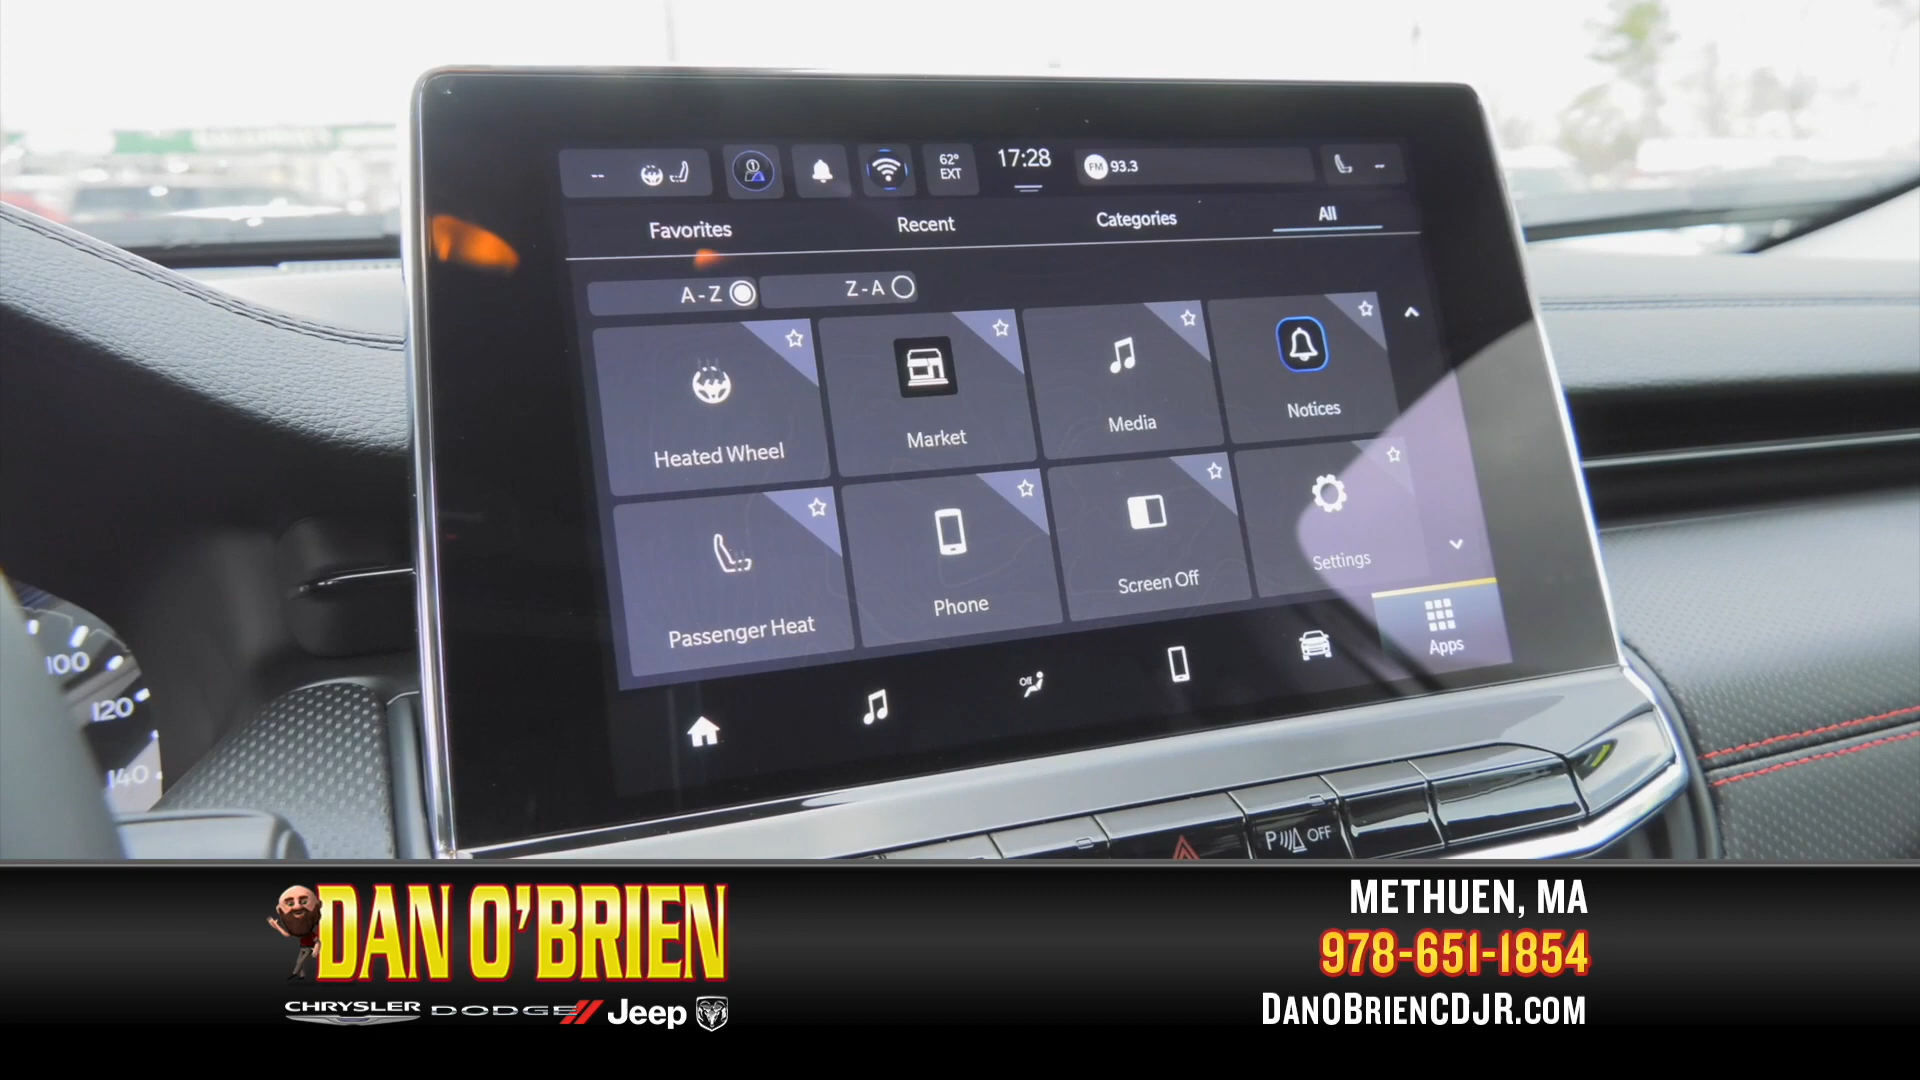 --
1
62°
EXT
17:28
FM 93.3
--
Favorites Recent Categories All
A-Z Z-A
Heated Wheel Market Media Notices
Passenger Heat Phone Screen Off Settings
Off
Apps
100
120
140
P OFF
DAN O'BRIEN
CHRYSLER DODGE Jeep
METHUEN, MA
978-651-1854
DANOBRIENCDJR.COM